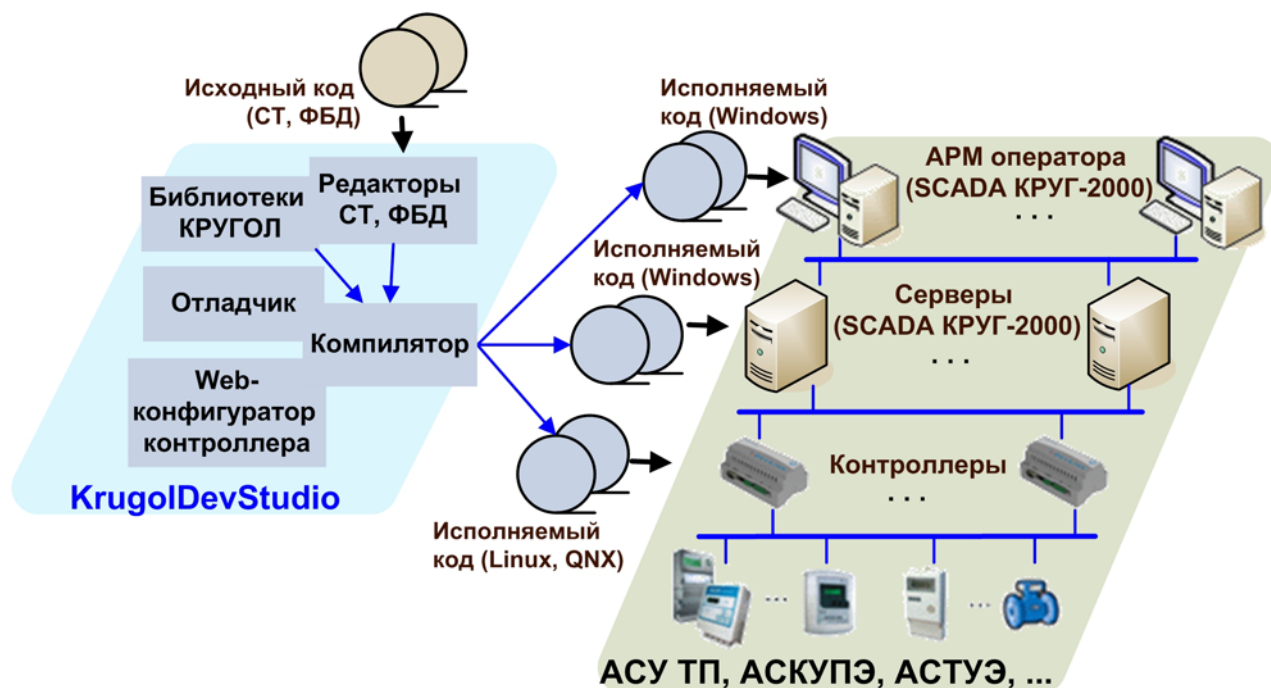 Исходный код
(СТ, ФБД)
Библиотеки
КРУГОЛ
Редакторы
СТ, ФБД
Отладчик
Компилятор
Web-
конфигуратор
контроллера
KrugolDevStudio
Исполняемый
код (Windows)
Исполняемый
код (Windows)
Исполняемый
код (Linux, QNX)
АРМ оператора
(SCADA КРУГ-2000)
. . .
Серверы
(SCADA КРУГ-2000)
. . .
Контроллеры
. . .
...
...
АСУ ТП, АСКУПЭ, АСТУЭ, ...